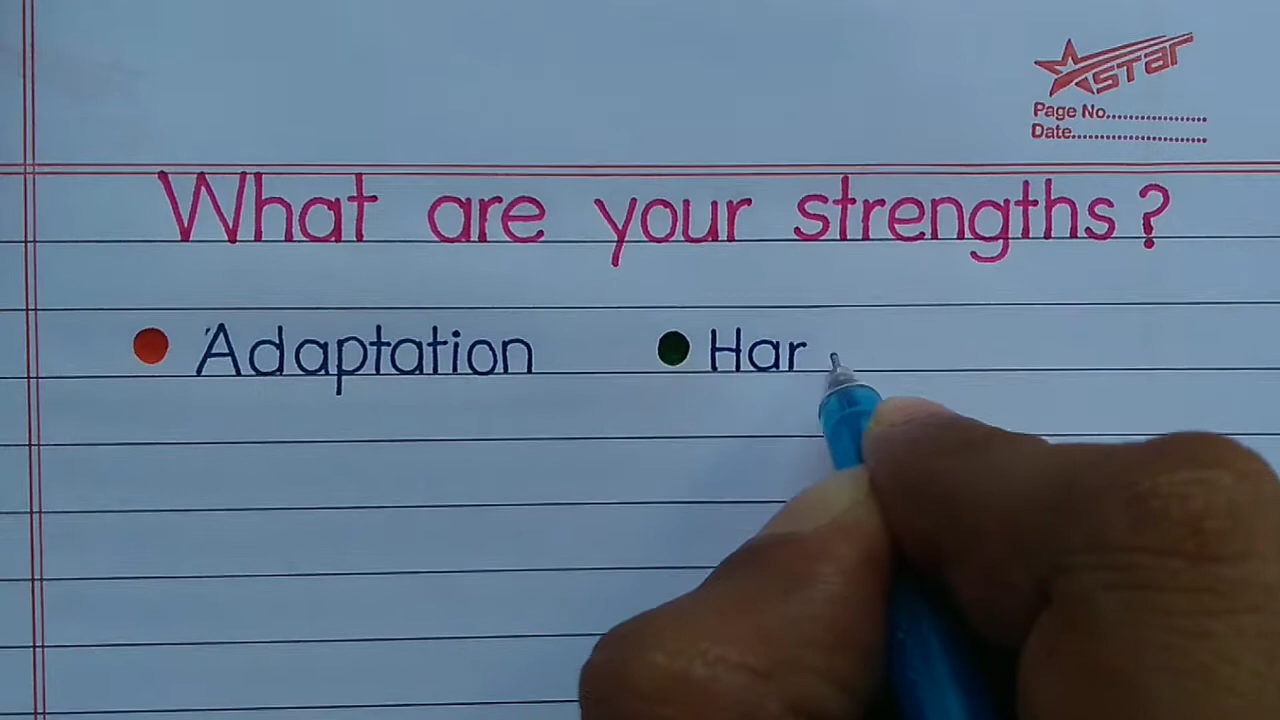 STAR
Page No.................
Date.......................
What are your strengths?
Adaptation Har